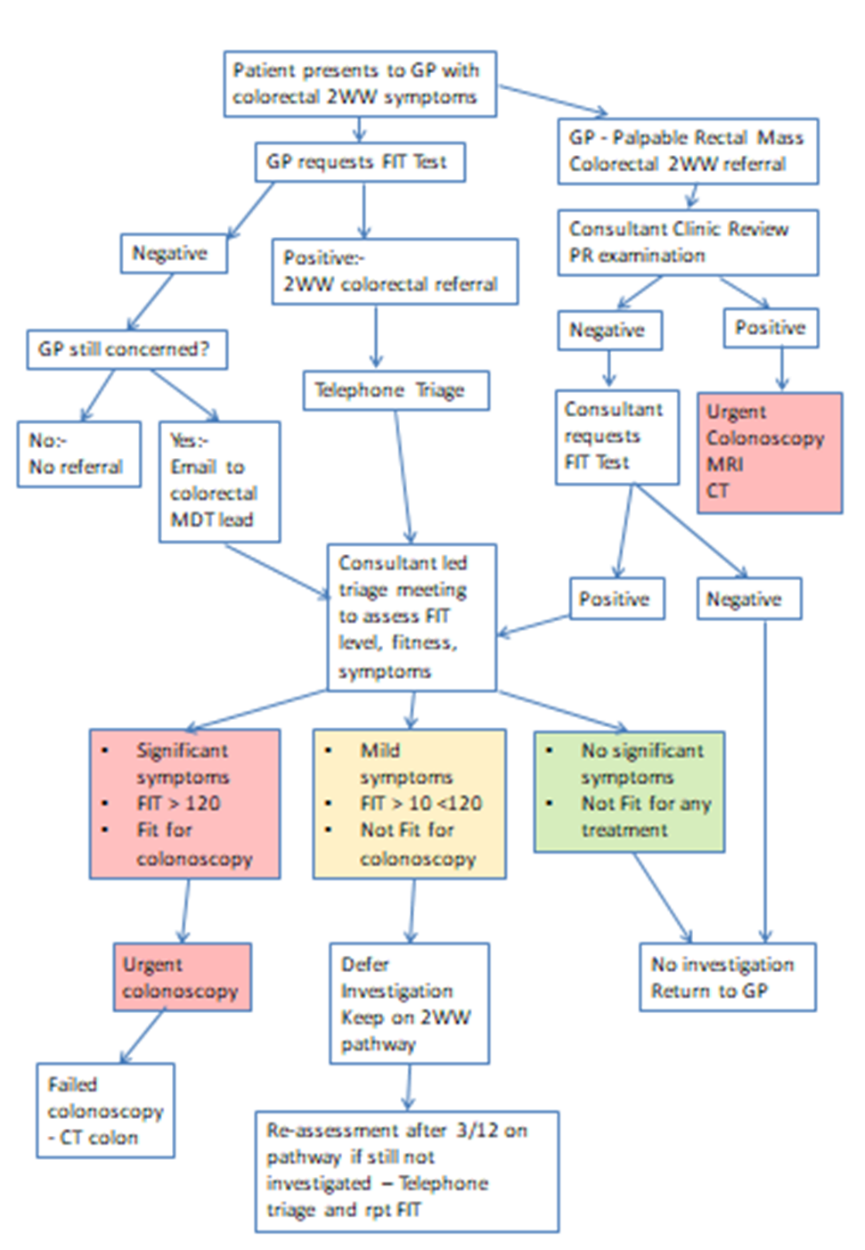 Patient presents to GP with
colorectal 2WW symptoms
GP - Palpable Rectal Mass
Colorectal 2WW referral
GP requests FIT Test
Consultant Clinic Review
PR examination
Negative
Positive:-
2WW colorectal referral
Negative
Positive
GP still concerned?
Telephone Triage
Consultant
requests
FIT Test
Urgent
Colonoscopy
MRI
CT
No:-
No referral
Yes:-
Email to
colorectal
MDT lead
Consultant led
triage meeting
to assess FIT
level, fitness,
symptoms
Positive
Negative
▪ Significant
symptoms
▪ FIT > 120
▪ Fit for
colonoscopy
▪ Mild
symptoms
▪ FIT > 10 <120
▪ Not Fit for
colonoscopy
▪ No significant
symptoms
▪ Not Fit for any
treatment
Urgent
colonoscopy
Defer
Investigation
Keep on 2WW
pathway
No investigation
Return to GP
Failed
colonoscopy
- CT colon
Re-assessment after 3/12 on
pathway if still not
investigated – Telephone
triage and rpt FIT